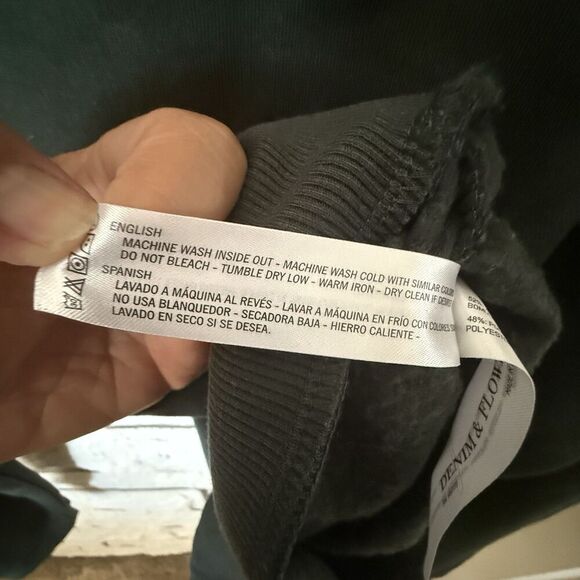 ENGLISH
MACHINE WASH INSIDE OUT - MACHINE WASH COLD WITH SIMILAR
DO NOT BLEACH - TUMBLE DRY LOW - WARM IRON - DRY CLEAN IF
SPANISH
LAVADO A MÁQUINA AL REVÉS - LAVAR A MÁQUINA EN FRÍO CON COLORES
NO USA BLANQUEDOR - SECADORA BAJA - HIERRO CALIENTE -
LAVADO EN SECO SI SE DESEA.
48%
DENIM &